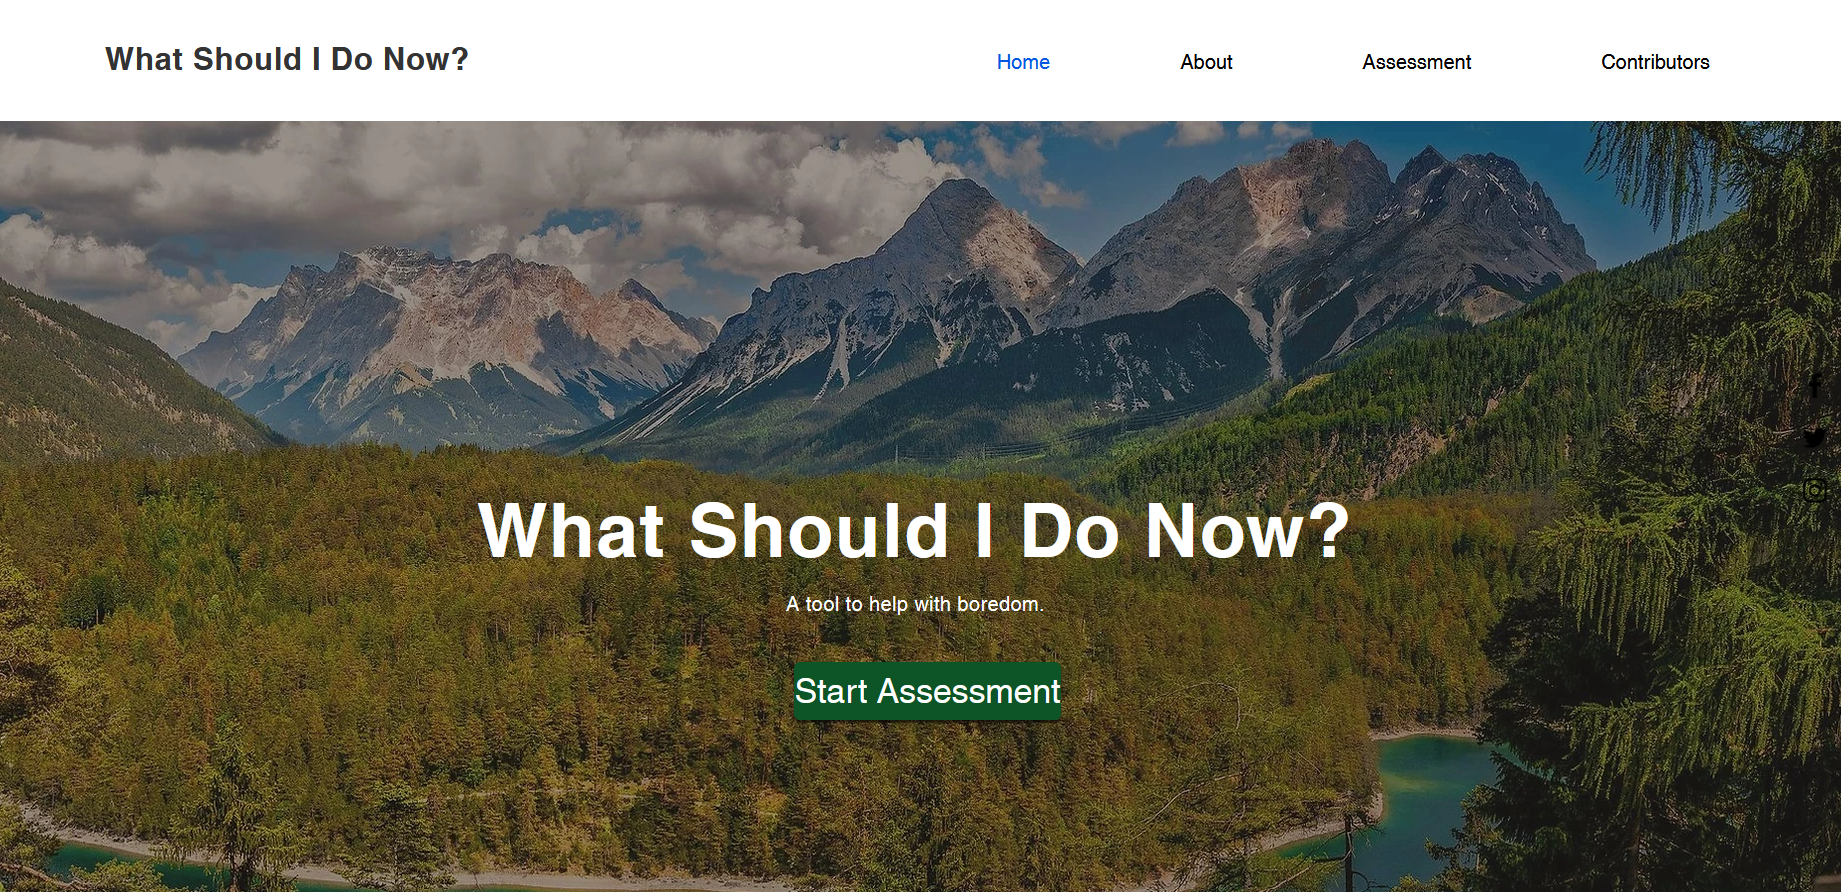 What Should I Do Now?
Home About Assessment Contributors
What Should I Do Now?
A tool to help with boredom.
Start Assessment